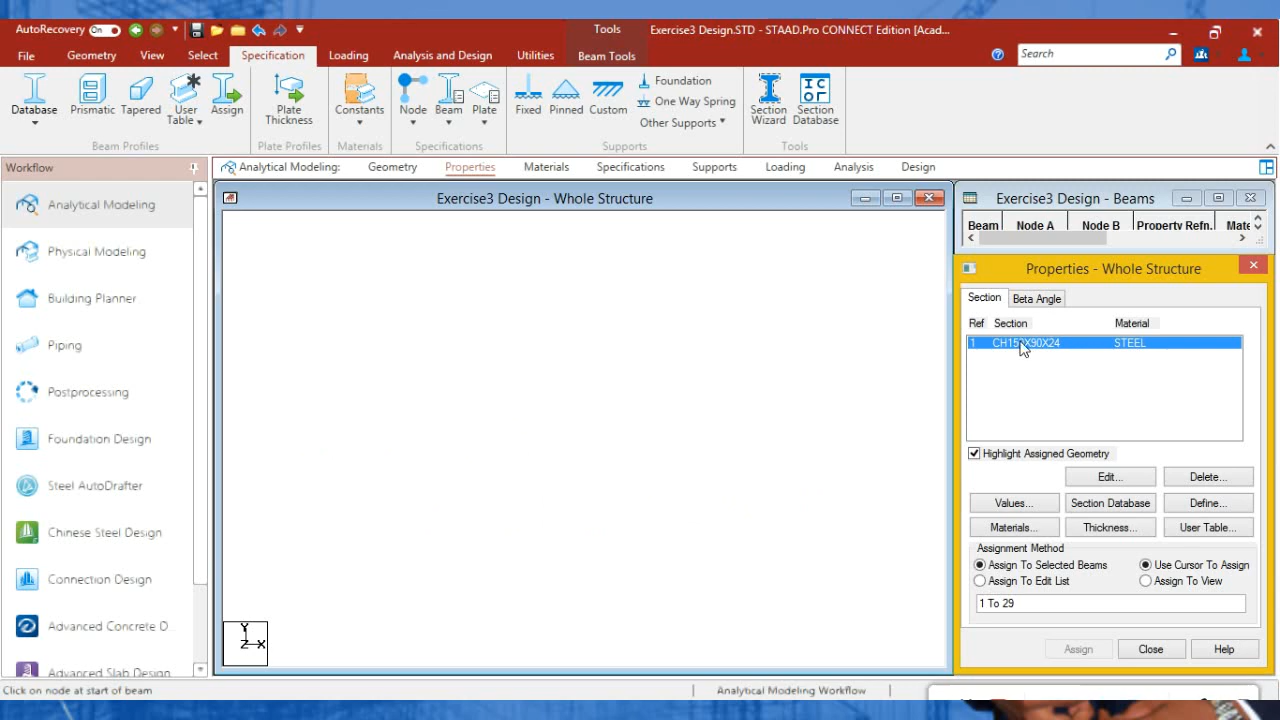 AutoRecovery On
Tools
Exercise3 Design.STD - STAAD.Pro CONNECT Edition [Acad...
File
Geometry
View
Select
Specification
Loading
Analysis and Design
Utilities
Beam Tools
Search
Database
Prismatic
Tapered
User Table
Assign
Plate Thickness
Constants
Node
Beam
Plate
Fixed
Pinned
Custom
Foundation
One Way Spring
Other Supports
Section Wizard
Section Database
Beam Profiles
Plate Profiles
Materials
Specifications
Supports
Tools
Workflow
Analytical Modeling:
Geometry
Properties
Materials
Specifications
Supports
Loading
Analysis
Design
Analytical Modeling
Physical Modeling
Building Planner
Piping
Postprocessing
Foundation Design
Steel AutoDrafter
Chinese Steel Design
Connection Design
Advanced Concrete D...
Advanced Slab Design
Exercise3 Design - Whole Structure
Y
Z
X
Exercise3 Design - Beams
Beam
Node A
Node B
Property Refn.
Mate
Properties - Whole Structure
Section
Beta Angle
Ref Section Material
1 CH150X90X24 STEEL
Highlight Assigned Geometry
Edit...
Delete...
Values...
Section Database
Define...
Materials...
Thickness...
User Table...
Assignment Method
Assign To Selected Beams
Use Cursor To Assign
Assign To Edit List
Assign To View
1 To 29
Assign
Close
Help
Click on node at start of beam
Analytical Modeling Workflow